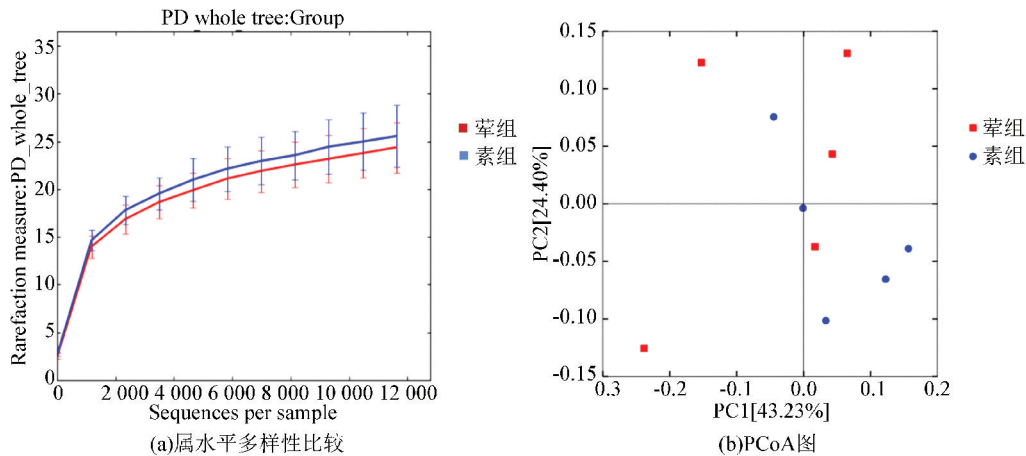 PD whole tree:Group
Rarefaction measure:PD_whole_tree
35
30
25
20
15
10
5
0
0 2 000 4 000 6 000 8 000 10 000 12 000
Sequences per sample
荤组
素组
(a)属水平多样性比较
PC2[24.40%]
0.15
0.10
0.05
0.00
-0.05
-0.10
-0.15
0.3 -0.2 -0.1 0.0 0.1 0.2
PC1[43.23%]
荤组
素组
(b)PCoA图